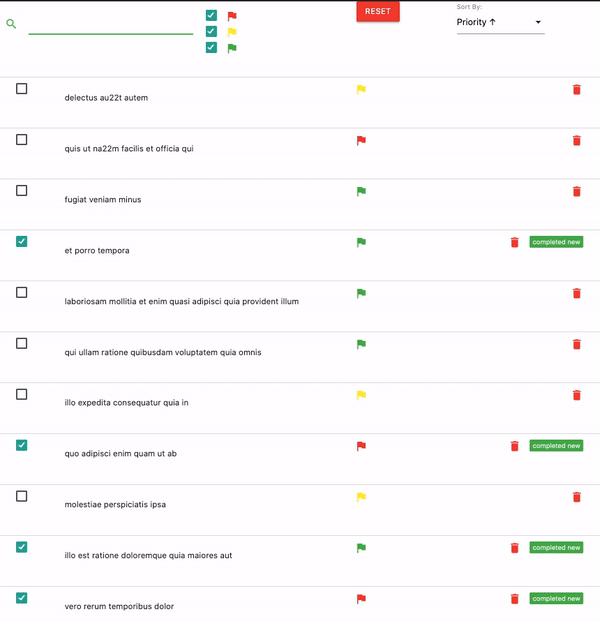 RESET
Sort By:
Priority ↑
delectus au22t autem
quis ut na22m facilis et officia qui
fugiat veniam minus
et porro tempora
completed new
laboriosam mollitia et enim quasi adipisci quia provident illum
qui ullam ratione quibusdam voluptatem quia omnis
illo expedita consequatur quia in
quo adipisci enim quam ut ab
completed new
molestiae perspiciatis ipsa
illo est ratione doloremque quia maiores aut
completed new
vero rerum temporibus dolor
completed new